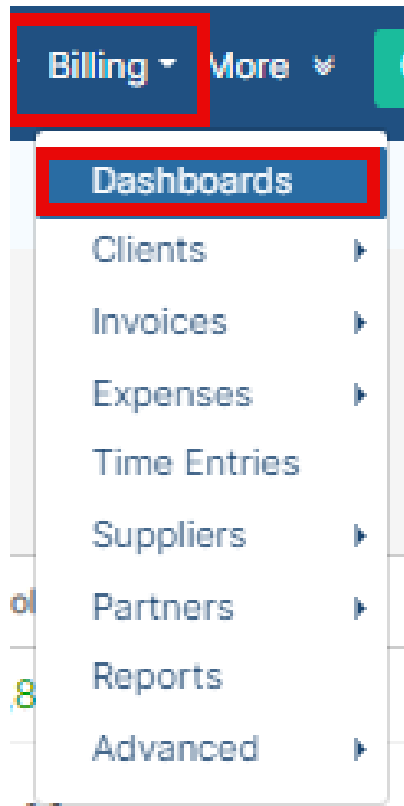 Billing More
Dashboards
Clients
Invoices
Expenses
Time Entries
Suppliers
Partners
Reports
Advanced